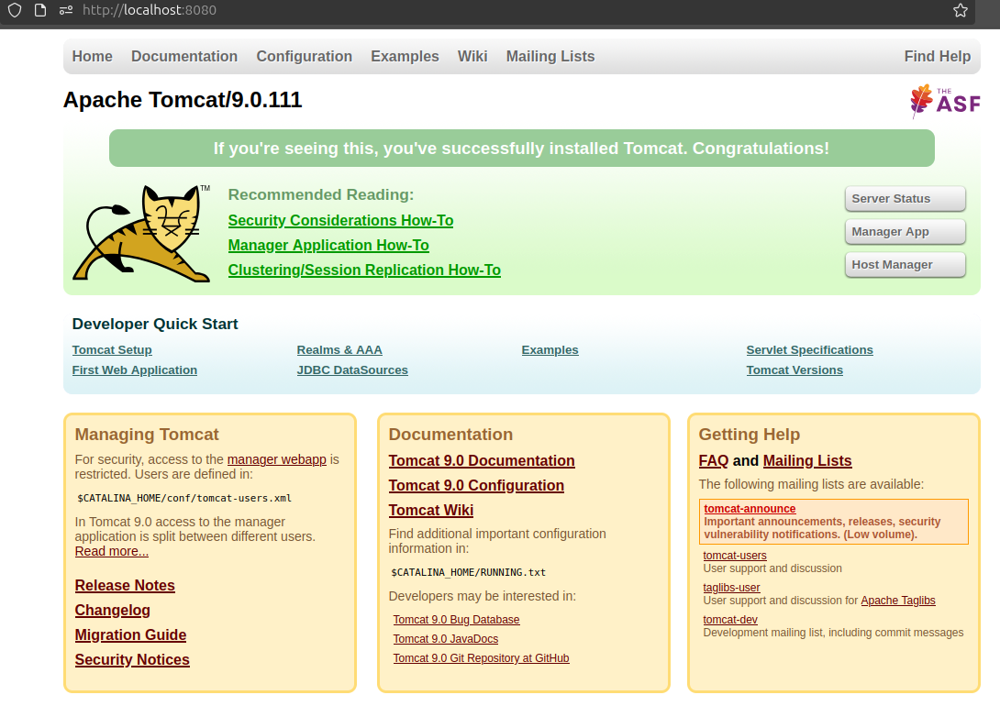 http://localhost:8080
Home Documentation Configuration Examples Wiki Mailing Lists Find Help
Apache Tomcat/9.0.111
THE
ASF
If you're seeing this, you've successfully installed Tomcat. Congratulations!
TM
Recommended Reading:
Security Considerations How-To
Manager Application How-To
Clustering/Session Replication How-To
Server Status
Manager App
Host Manager
Developer Quick Start
Tomcat Setup
First Web Application
Realms & AAA
JDBC DataSources
Examples
Servlet Specifications
Tomcat Versions
Managing Tomcat
For security, access to the manager webapp is
restricted. Users are defined in:
$CATALINA_HOME/conf/tomcat-users.xml
In Tomcat 9.0 access to the manager
application is split between different users.
Read more...
Release Notes
Changelog
Migration Guide
Security Notices
Documentation
Tomcat 9.0 Documentation
Tomcat 9.0 Configuration
Tomcat Wiki
Find additional important configuration
information in:
$CATALINA_HOME/RUNNING.txt
Developers may be interested in:
Tomcat 9.0 Bug Database
Tomcat 9.0 JavaDocs
Tomcat 9.0 Git Repository at GitHub
Getting Help
FAQ and Mailing Lists
The following mailing lists are available:
tomcat-announce
Important announcements, releases, security
vulnerability notifications. (Low volume).
tomcat-users
User support and discussion
taglibs-user
User support and discussion for Apache Taglibs
tomcat-dev
Development mailing list, including commit messages